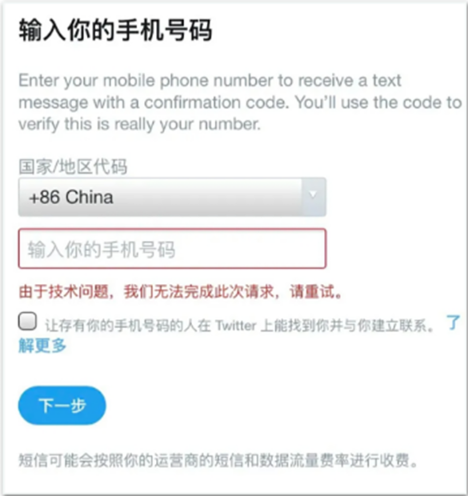 输入你的手机号码
Enter your mobile phone number to receive a text
message with a confirmation code. You’ll use the code to
verify this is really your number.
国家/地区代码
+86 China
输入你的手机号码
由于技术问题，我们无法完成此次请求，请重试。
让存有你的手机号码的人在 Twitter 上能找到你并与你建立联系。 了
解更多
下一步
短信可能会按照你的运营商的短信和数据流量费率进行收费。